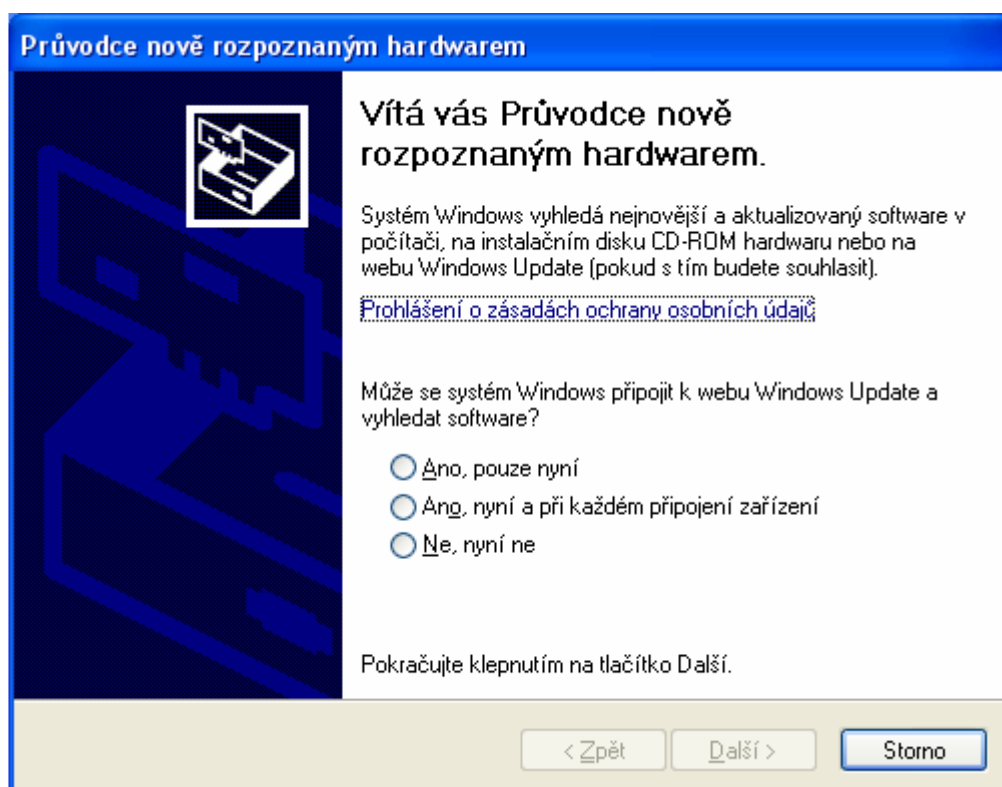 Průvodce nově rozpoznaným hardwarem
Vítá vás Průvodce nově
rozpoznaným hardwarem.
Systém Windows vyhledá nejnovější a aktualizovaný software v
počítači, na instalačním disku CD-ROM hardwaru nebo na
webu Windows Update (pokud s tím budete souhlasit).
Prohlášení o zásadách ochrany osobních údajů
Může se systém Windows připojit k webu Windows Update a
vyhledat software?
Ano, pouze nyní
Ano, nyní a při každém připojení zařízení
Ne, nyní ne
Pokračujte klepnutím na tlačítko Další.
< Zpět
Další >
Storno